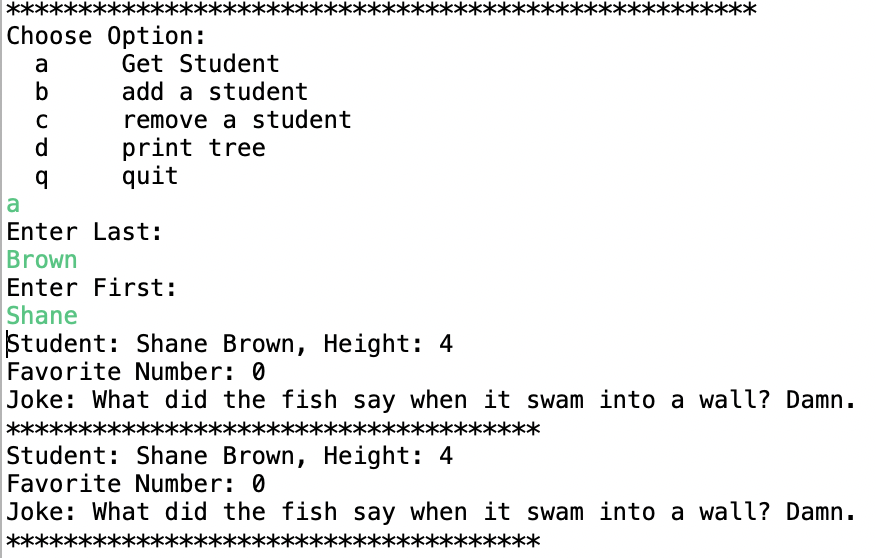 ****************************************************
Choose Option:
  a     Get Student
  b     add a student
  c     remove a student
  d     print tree
  q     quit
a
Enter Last:
Brown
Enter First:
Shane
Student: Shane Brown, Height: 4
Favorite Number: 0
Joke: What did the fish say when it swam into a wall? Damn.
*************************************
Student: Shane Brown, Height: 4
Favorite Number: 0
Joke: What did the fish say when it swam into a wall? Damn.
*************************************